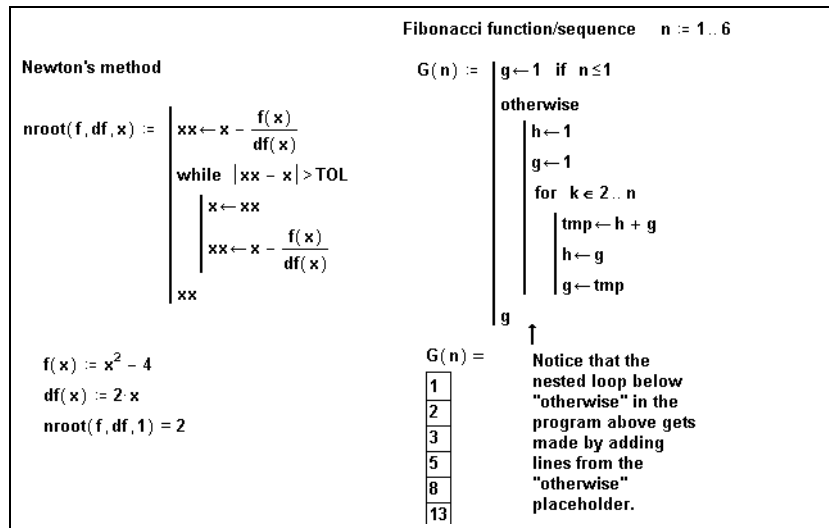 Fibonacci function/sequence n := 1 .. 6
Newton's method
nroot(f , df , x) :=
xx ← x - f(x)/df(x)
while |xx - x| > TOL
x ← xx
xx ← x - f(x)/df(x)
xx
f(x) := x² - 4
df(x) := 2·x
nroot(f , df , 1) = 2
G(n) :=
g ← 1 if n ≤ 1
otherwise
h ← 1
g ← 1
for k ∈ 2 .. n
tmp ← h + g
h ← g
g ← tmp
g
G(n) =
1
2
3
5
8
13
↑
Notice that the
nested loop below
"otherwise" in the
program above gets
made by adding
lines from the
"otherwise"
placeholder.